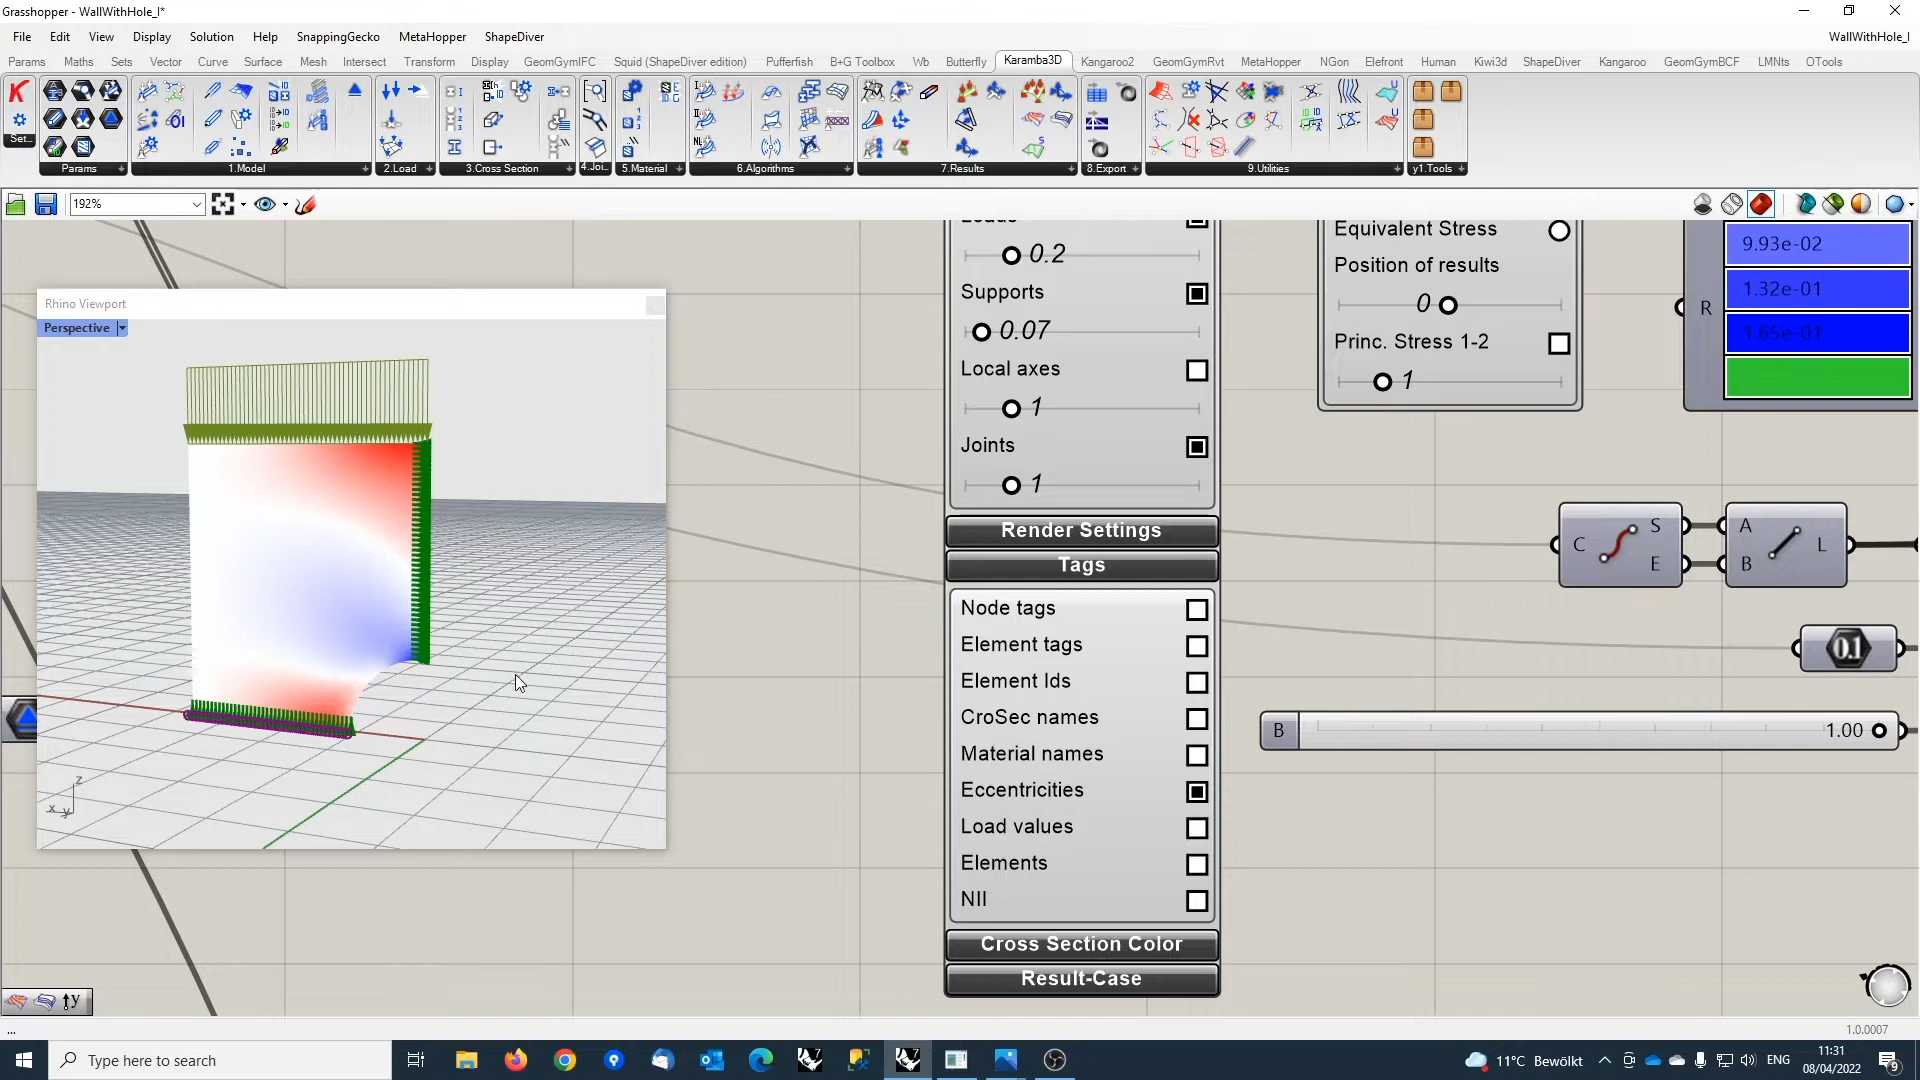 Grasshopper - WallWithHole_I*
File Edit View Display Solution Help SnappingGecko MetaHopper ShapeDiver WallWithHole_I
Params Maths Sets Vector Curve Surface Mesh Intersect Transform Display GeomGymIFC Squid (ShapeDiver edition) Pufferfish B+G Toolbox Wb Butterfly Karamba3D Kangaroo2 GeomGymRvt MetaHopper NGon Elefront Human Kiwi3d ShapeDiver Kangaroo GeomGymBCF LMNts OTools
Set...
Params 1.Model 2.Load 3.Cross Section 4.Joi... 5.Material 6.Algorithms 7.Results 8.Export 9.Utilities y1.Tools
192%
Rhino Viewport
Perspective
z
x
y
0.2
Supports
0.07
Local axes
1
Joints
1
Render Settings
Tags
Node tags
Element tags
Element Ids
CroSec names
Material names
Eccentricities
Load values
Elements
NII
Cross Section Color
Result-Case
Equivalent Stress
Position of results
0
Princ. Stress 1-2
1
R
9.93e-02
1.32e-01
1.65e-01
C S E
A B L
0.1
B 1.00
...
1.0.0007
Type here to search
11°C Bewölkt
ENG
11:31
08/04/2022
9